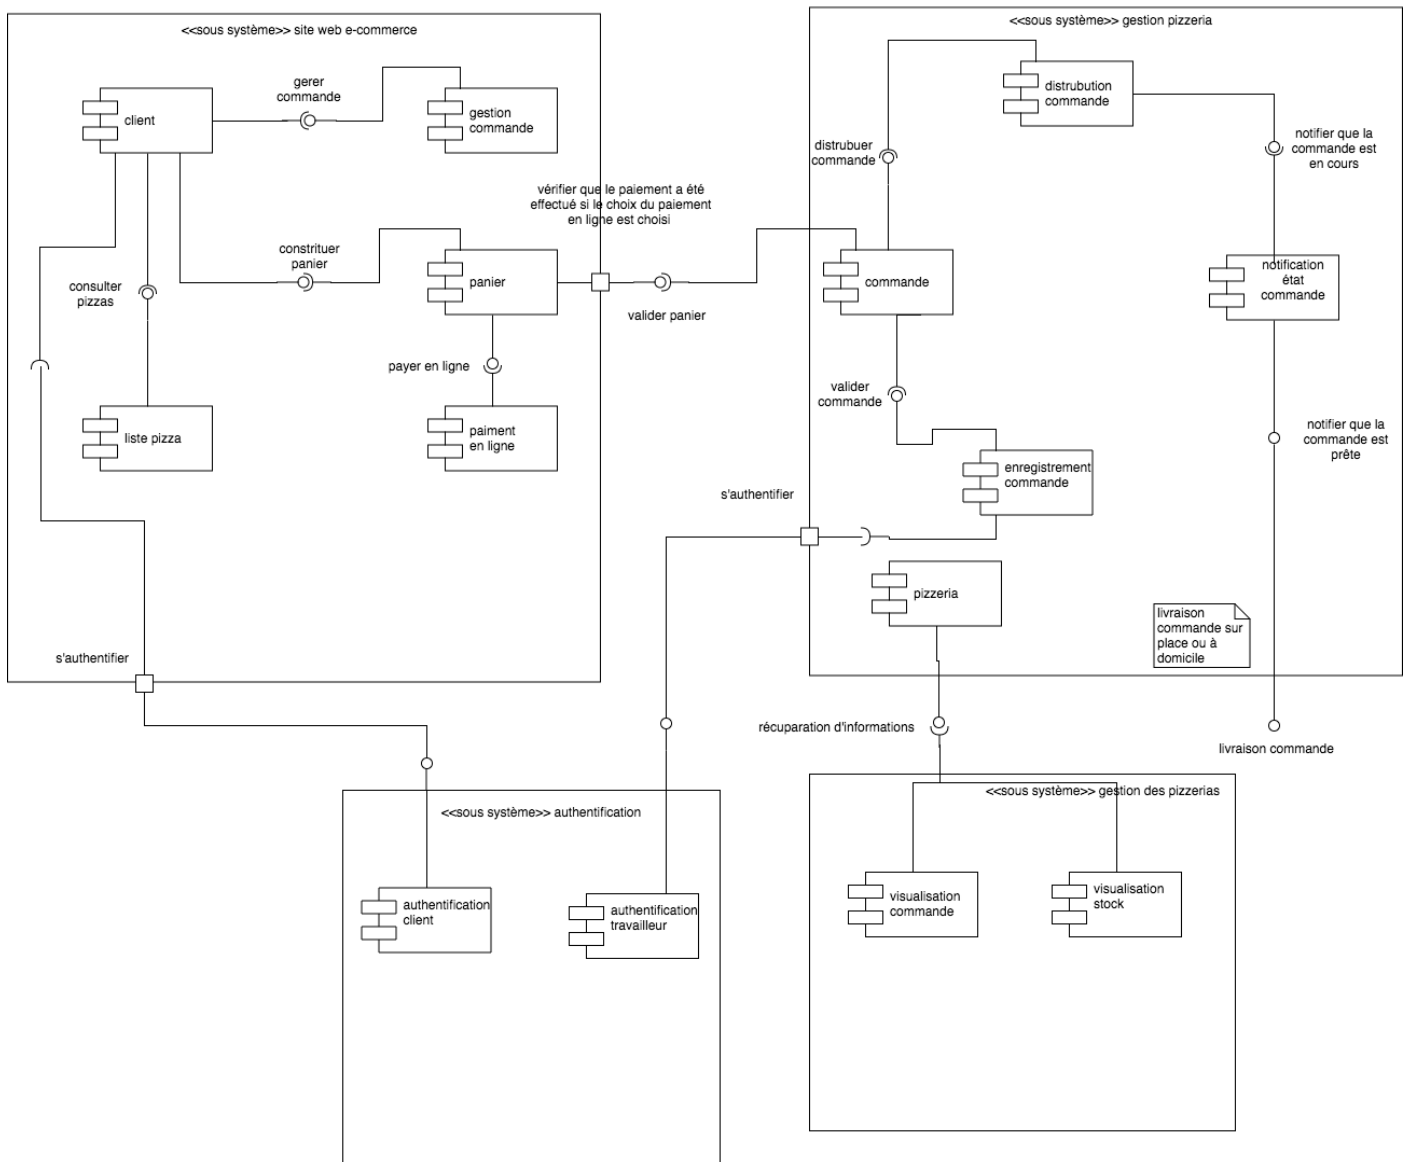 <<sous système>> site web e-commerce
gerer
commande
client
gestion
commande
vérifier que le paiement a été
effectué si le choix du paiement
en ligne est choisi
constrituer
panier
consulter
pizzas
panier
valider panier
payer en ligne
liste pizza
paiment
en ligne
s'authentifier
<<sous système>> gestion pizzeria
distrubution
commande
distrubuer
commande
notifier que la
commande est
en cours
commande
notification
état
commande
valider
commande
notifier que la
commande est
prête
enregistrement
commande
s'authentifier
pizzeria
livraison
commande sur
place ou à
domicile
récuparation d'informations
livraison commande
<<sous système>> authentification
authentification
client
authentification
travailleur
<<sous système>> gestion des pizzerias
visualisation
commande
visualisation
stock